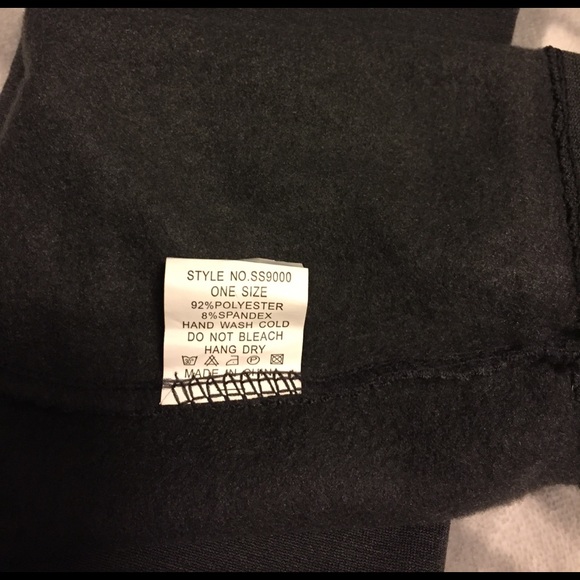 STYLE NO.SS9000
ONE SIZE
92%POLYESTER
8%SPANDEX
HAND WASH COLD
DO NOT BLEACH
HANG DRY
MADE IN CHINA